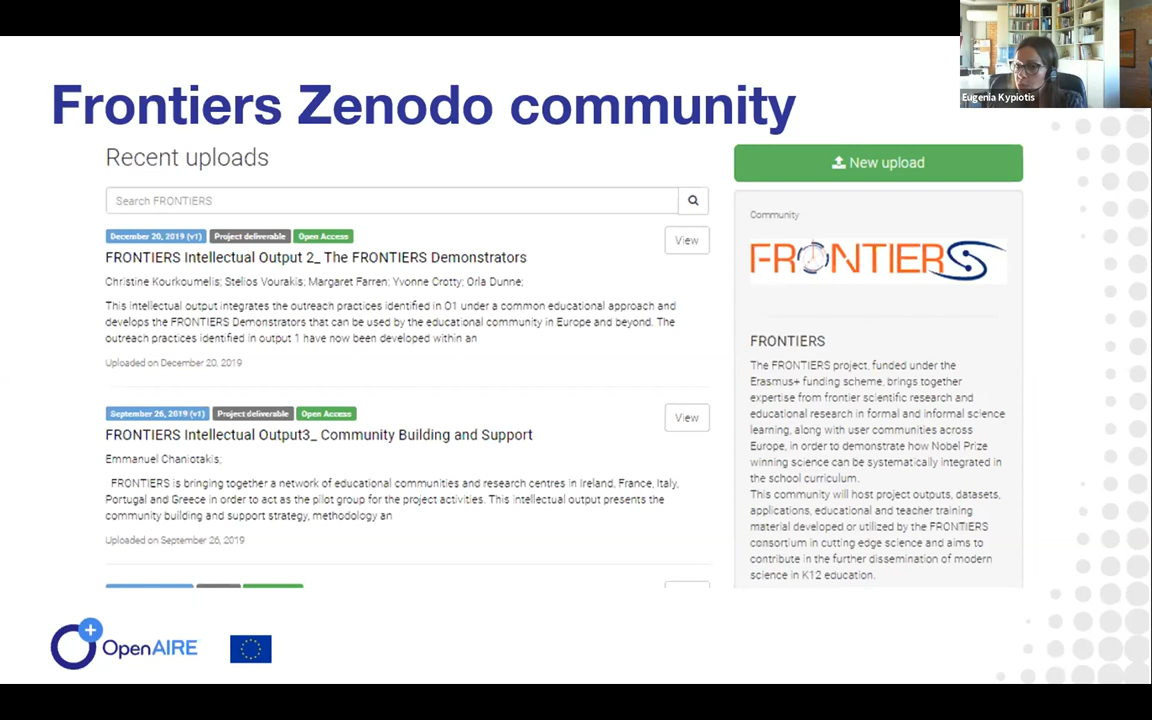 Eugenia Kypiotis
Frontiers Zenodo community
Recent uploads
Search FRONTIERS
December 20, 2019 (v1) Project deliverable Open Access
View
FRONTIERS Intellectual Output 2_ The FRONTIERS Demonstrators
Christine Kourkoumelis; Stelios Vourakis; Margaret Farren; Yvonne Crotty; Orla Dunne;
This intellectual output integrates the outreach practices identified in O1 under a common educational approach and
develops the FRONTIERS Demonstrators that can be used by the educational community in Europe and beyond. The
outreach practices identified in output 1 have now been developed within an
Uploaded on December 20, 2019
September 26, 2019 (v1) Project deliverable Open Access
View
FRONTIERS Intellectual Output3_ Community Building and Support
Emmanuel Chaniotakis;
FRONTIERS is bringing together a network of educational communities and research centres in Ireland, France, Italy,
Portugal and Greece in order to act as the pilot group for the project activities. This intellectual output presents the
community building and support strategy, methodology an
Uploaded on September 26, 2019
New upload
Community
FRONTIERS
FRONTIERS
The FRONTIERS project, funded under the
Erasmus+ funding scheme, brings together
expertise from frontier scientific research and
educational research in formal and informal science
learning, along with user communities across
Europe, in order to demonstrate how Nobel Prize
winning science can be systematically integrated in
the school curriculum.
This community will host project outputs, datasets,
applications, educational and teacher training
material developed or utilized by the FRONTIERS
consortium in cutting edge science and aims to
contribute in the further dissemination of modern
science in K12 education.
OpenAIRE